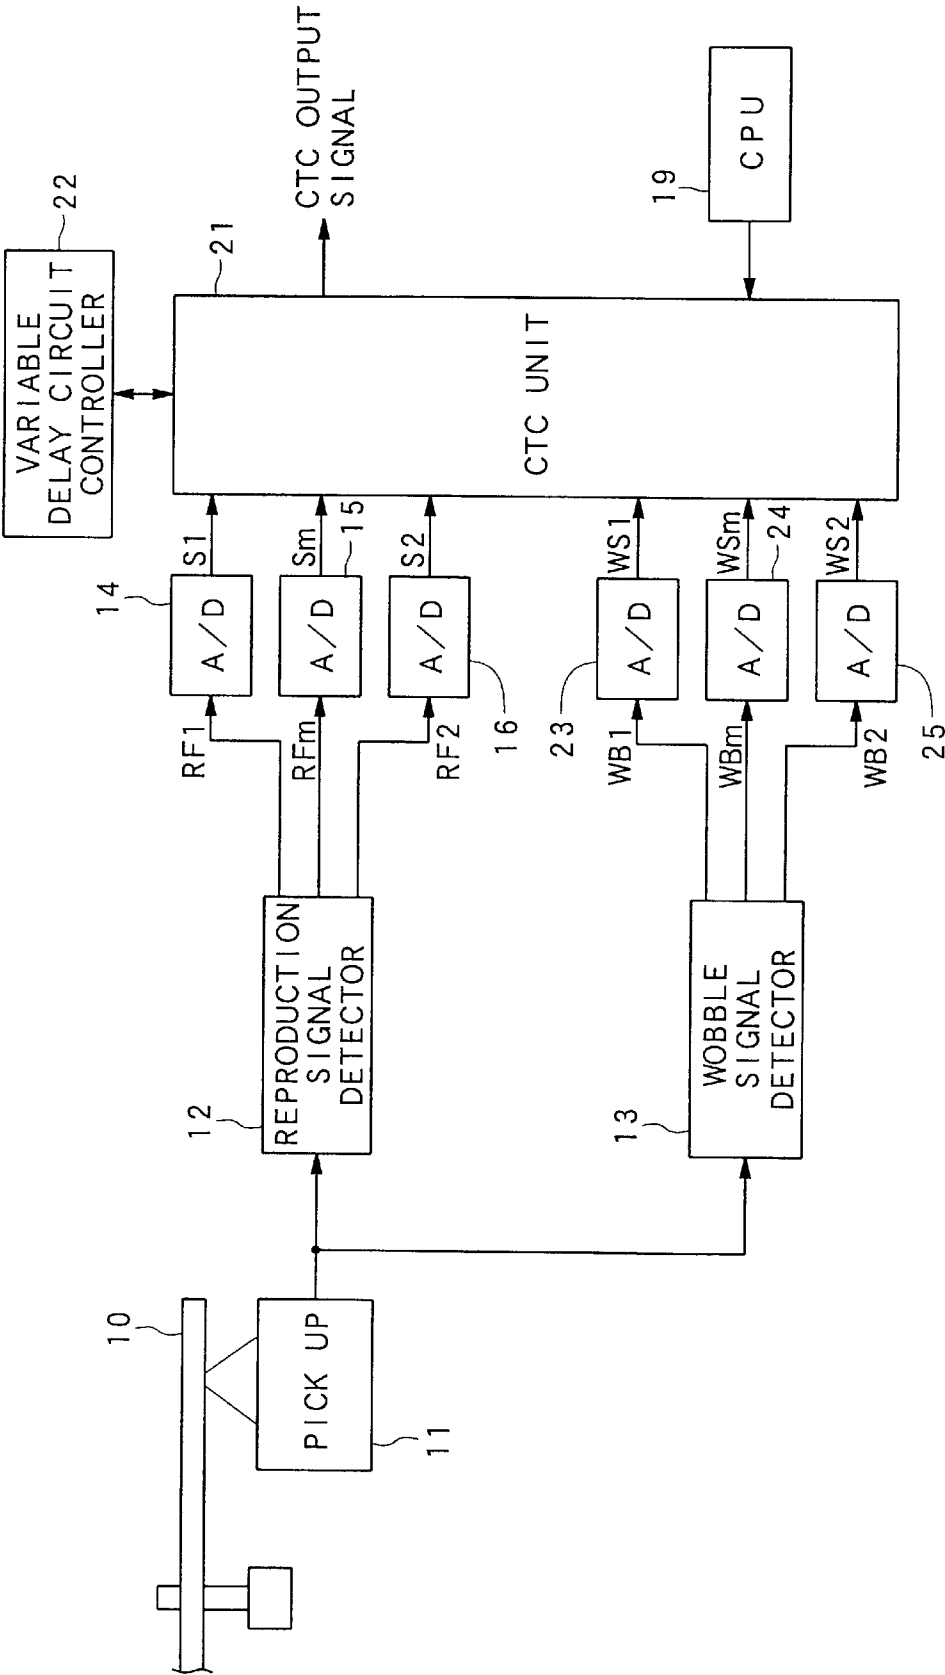 10
PICK UP
11
12
REPRODUCTION
SIGNAL
DETECTOR
13
WOBBLE
SIGNAL
DETECTOR
RF1
RFm
RF2
WB1
WBm
WB2
14
A/D
A/D
15
A/D
16
23
A/D
A/D
24
A/D
25
S1
Sm
S2
WS1
WSm
WS2
VARIABLE
DELAY CIRCUIT
CONTROLLER
22
CTC UNIT
21
CTC OUTPUT
SIGNAL
19
CPU